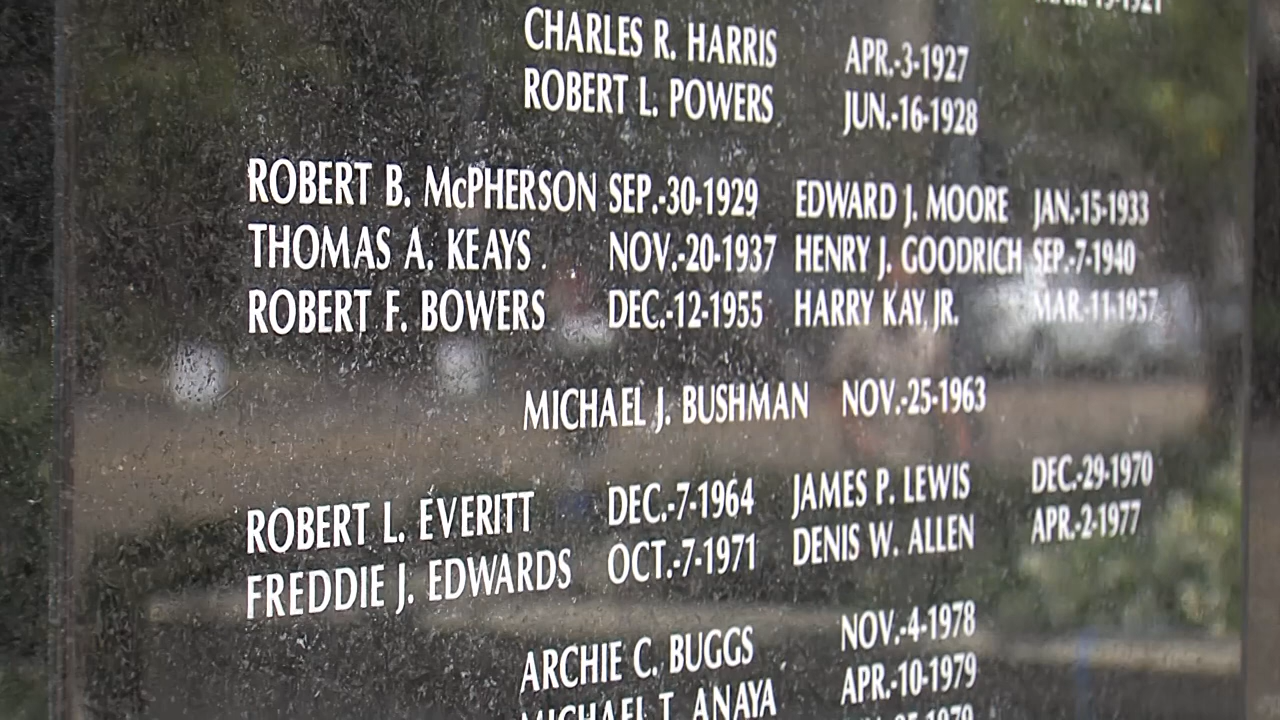 CHARLES R. HARRIS APR.-3-1927
ROBERT L. POWERS JUN.-16-1928
ROBERT B. McPHERSON SEP.-30-1929 EDWARD J. MOORE JAN.-15-1933
THOMAS A. KEAYS NOV.-20-1937 HENRY J. GOODRICH SEP.-7-1940
ROBERT F. BOWERS DEC.-12-1955 HARRY KAY, JR. MAR.-11-1957
MICHAEL J. BUSHMAN NOV.-25-1963
ROBERT L. EVERITT DEC.-7-1964 JAMES P. LEWIS DEC.-29-1970
FREDDIE J. EDWARDS OCT.-7-1971 DENIS W. ALLEN APR.-2-1977
ARCHIE C. BUGGS NOV.-4-1978
MICHAEL T. ANAYA APR.-10-1979